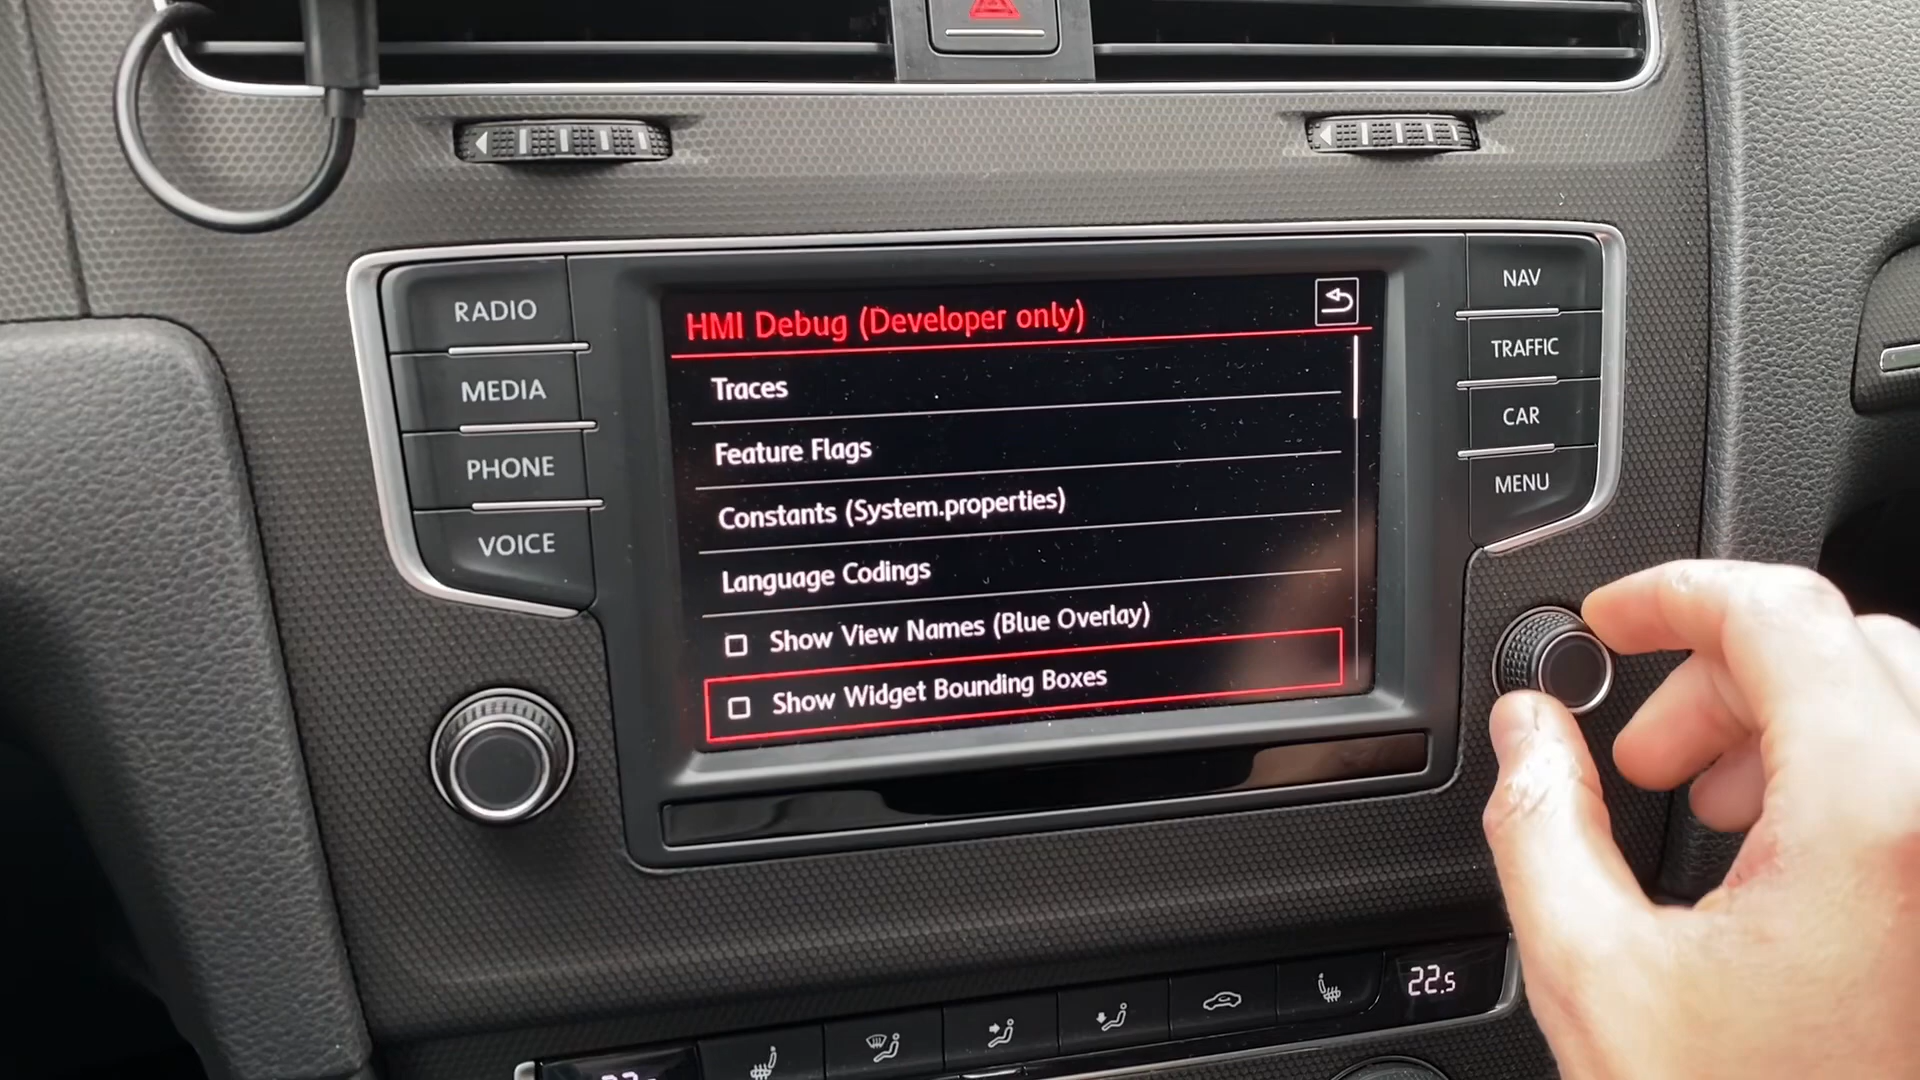 RADIO
MEDIA
PHONE
VOICE
HMI Debug (Developer only)
Traces
Feature Flags
Constants (System.properties)
Language Codings
Show View Names (Blue Overlay)
Show Widget Bounding Boxes
NAV
TRAFFIC
CAR
MENU
22.5